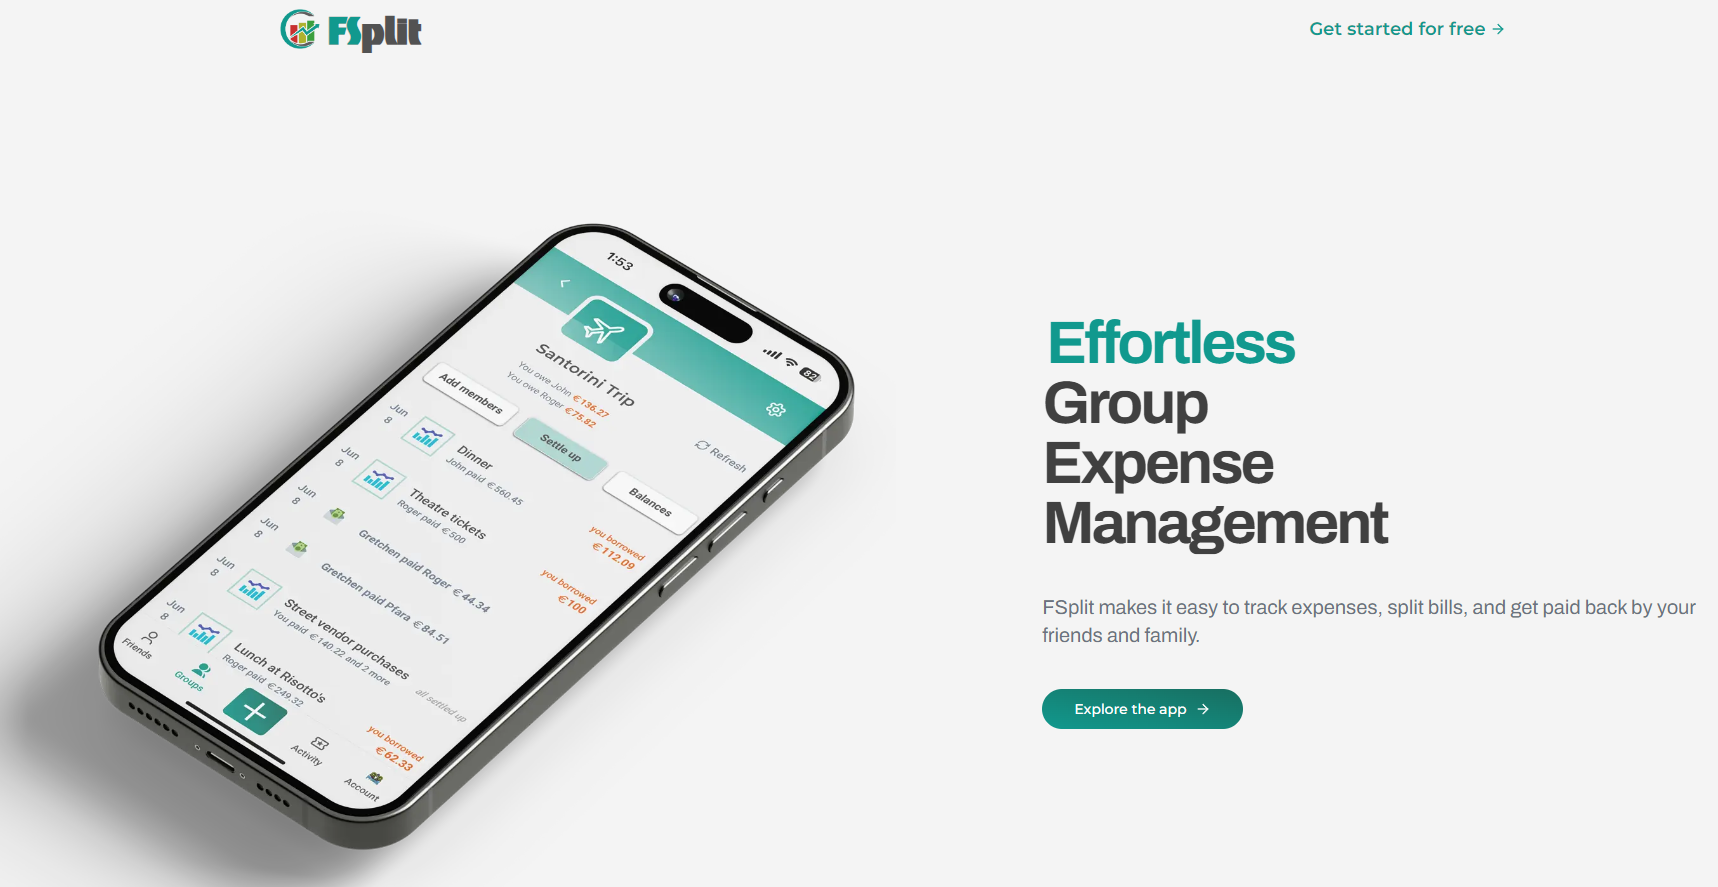 FSplit
Get started for free →
1:53
82
Santorini Trip
You owe John €136.27
You owe Roger €75.82
Add members
Settle up
Balances
Refresh
Jun
8
Dinner
John paid €560.45
you borrowed
€112.09
Jun
8
Theatre tickets
Roger paid €500
you borrowed
€100
Jun
8
Gretchen paid Roger €44.34
Jun
8
Gretchen paid Pfara €84.51
Jun
8
Street vendor purchases
You paid €140.22 and 2 more
all settled up
Jun
8
Lunch at Risotto's
Roger paid €249.32
you borrowed
€62.33
Friends
Groups
Activity
Account
Effortless
Group
Expense
Management
FSplit makes it easy to track expenses, split bills, and get paid back by your
friends and family.
Explore the app →